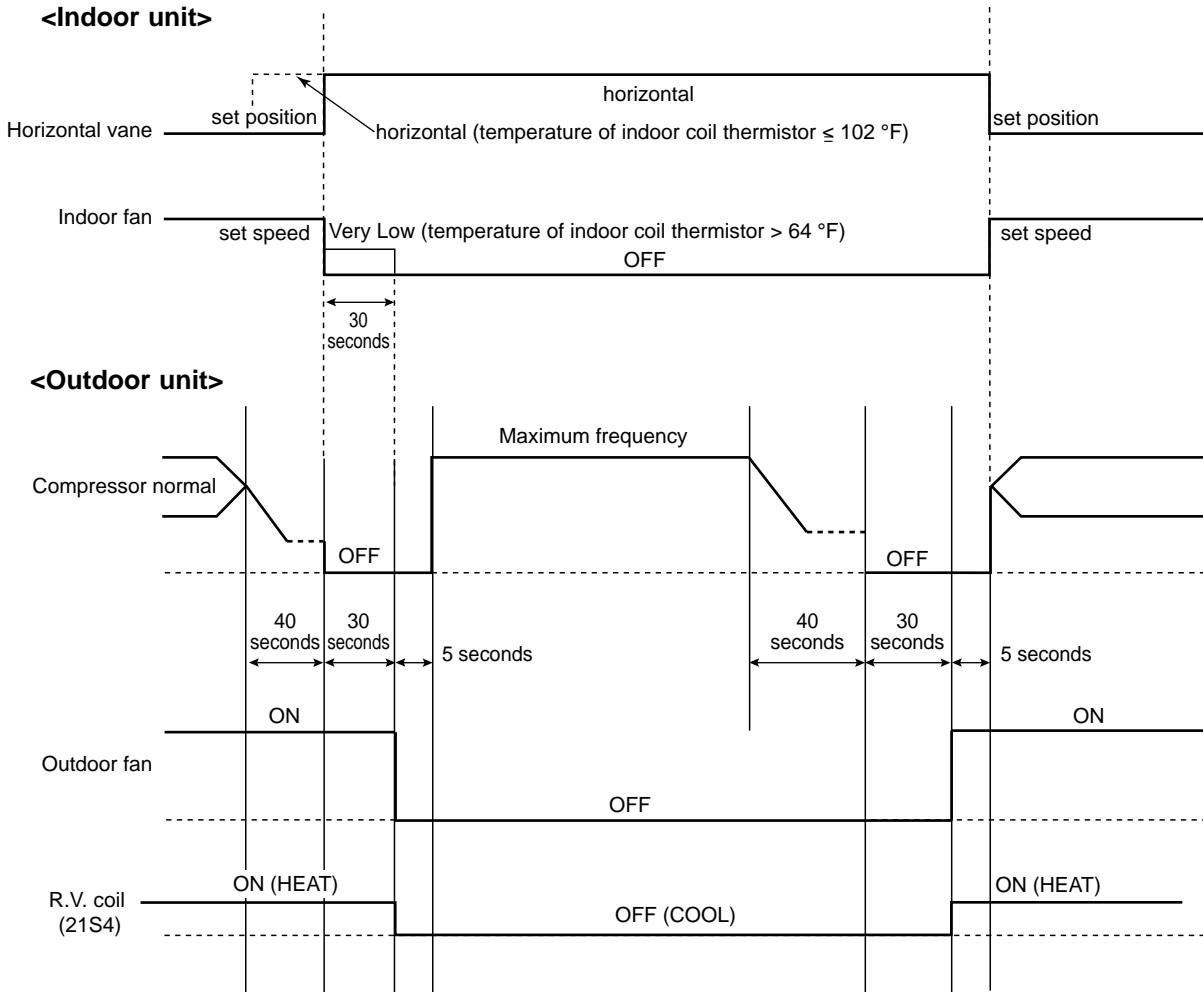 <Indoor unit>
horizontal
set position
set position
Horizontal vane
horizontal (temperature of indoor coil thermistor ≦ 102 °F)
Indoor fan
set speed
Very Low (temperature of indoor coil thermistor > 64 °F)
set speed
OFF
30
seconds
<Outdoor unit>
Maximum frequency
Compressor normal
OFF
OFF
40
seconds
30
seconds
5 seconds
40
seconds
30
seconds
5 seconds
ON
ON
Outdoor fan
OFF
ON (HEAT)
ON (HEAT)
R.V. coil
(21S4)
OFF (COOL)